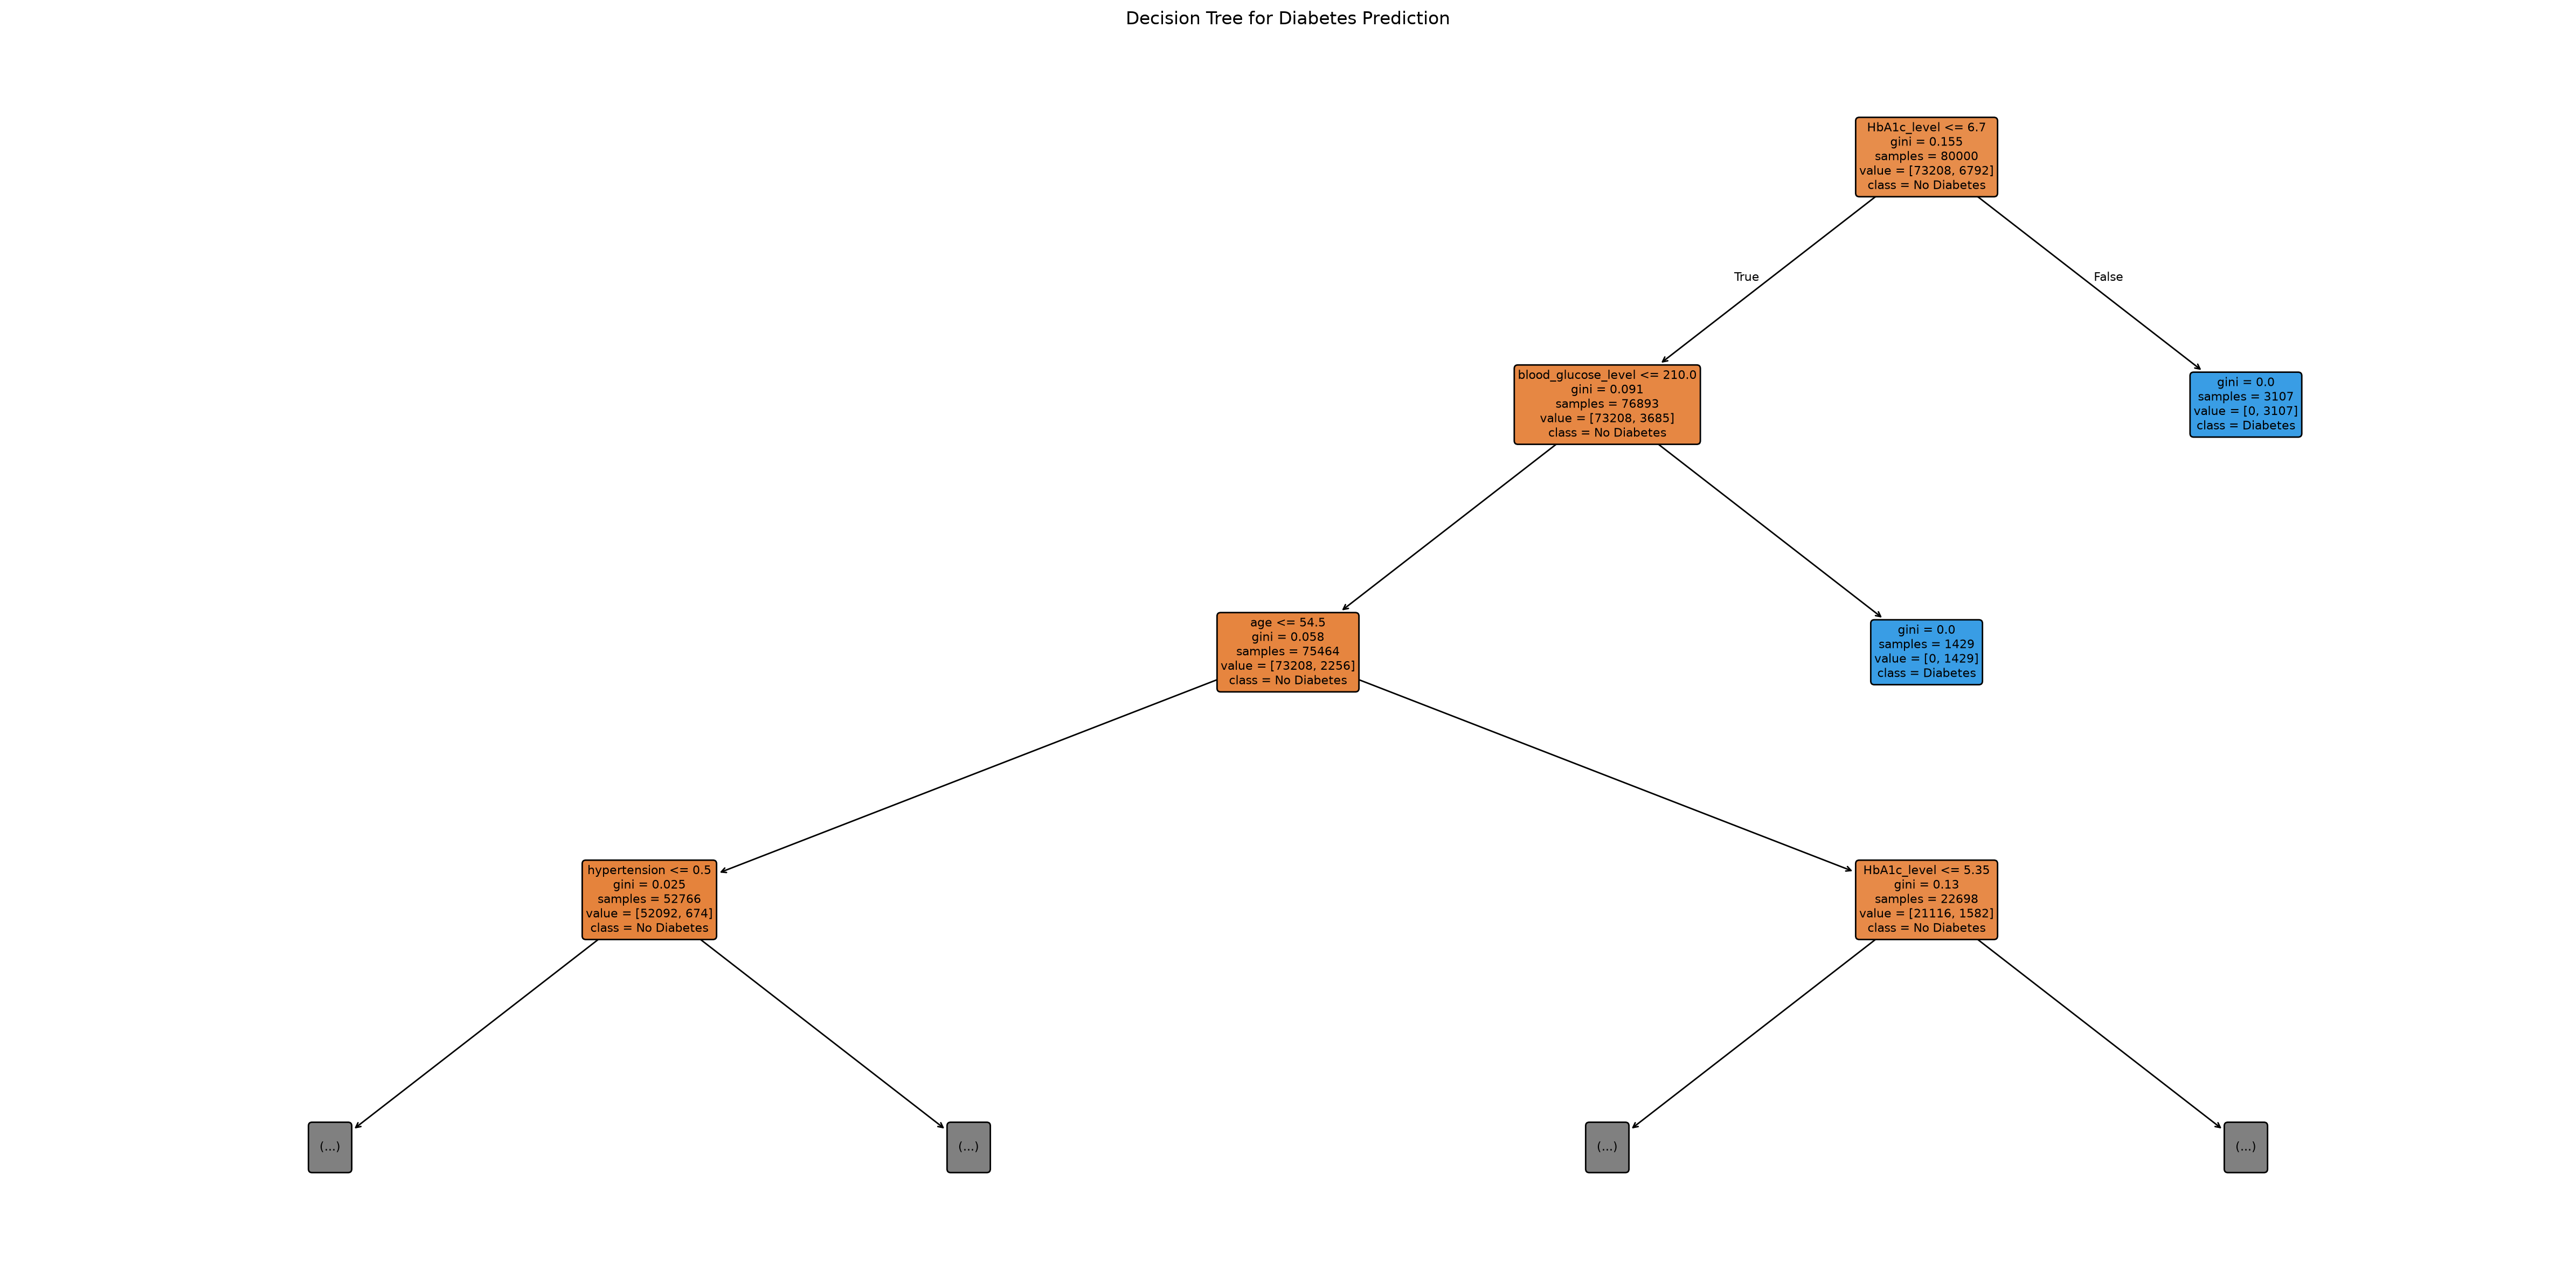 Decision Tree for Diabetes Prediction
HbA1c_level <= 6.7
gini = 0.155
samples = 80000
value = [73208, 6792]
class = No Diabetes
True
False
blood_glucose_level <= 210.0
gini = 0.091
samples = 76893
value = [73208, 3685]
class = No Diabetes
gini = 0.0
samples = 3107
value = [0, 3107]
class = Diabetes
age <= 54.5
gini = 0.058
samples = 75464
value = [73208, 2256]
class = No Diabetes
gini = 0.0
samples = 1429
value = [0, 1429]
class = Diabetes
hypertension <= 0.5
gini = 0.025
samples = 52766
value = [52092, 674]
class = No Diabetes
HbA1c_level <= 5.35
gini = 0.13
samples = 22698
value = [21116, 1582]
class = No Diabetes
(...)
(...)
(...)
(...)